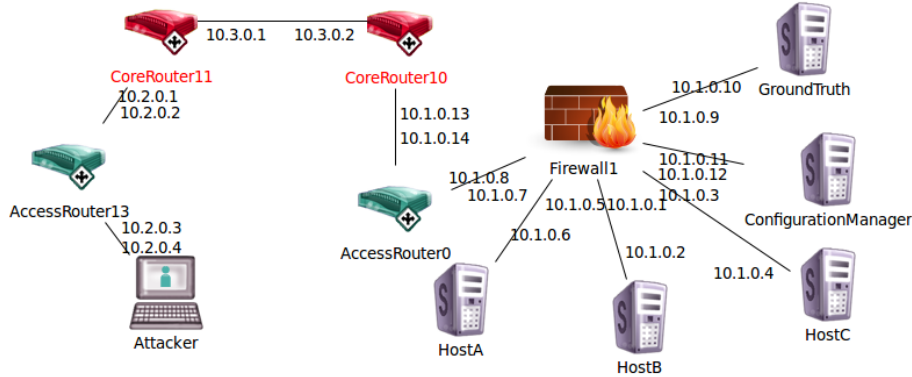 10.3.0.1
10.3.0.2
CoreRouter11
CoreRouter10
10.2.0.1
10.2.0.2
10.1.0.13
10.1.0.14
10.1.0.10
GroundTruth
10.1.0.9
AccessRouter13
10.1.0.8
10.1.0.7
Firewall1
10.1.0.11
10.1.0.12
10.1.0.3
10.1.0.5
10.1.0.1
ConfigurationManager
10.2.0.3
10.2.0.4
AccessRouter0
10.1.0.6
10.1.0.2
10.1.0.4
Attacker
HostA
HostB
HostC